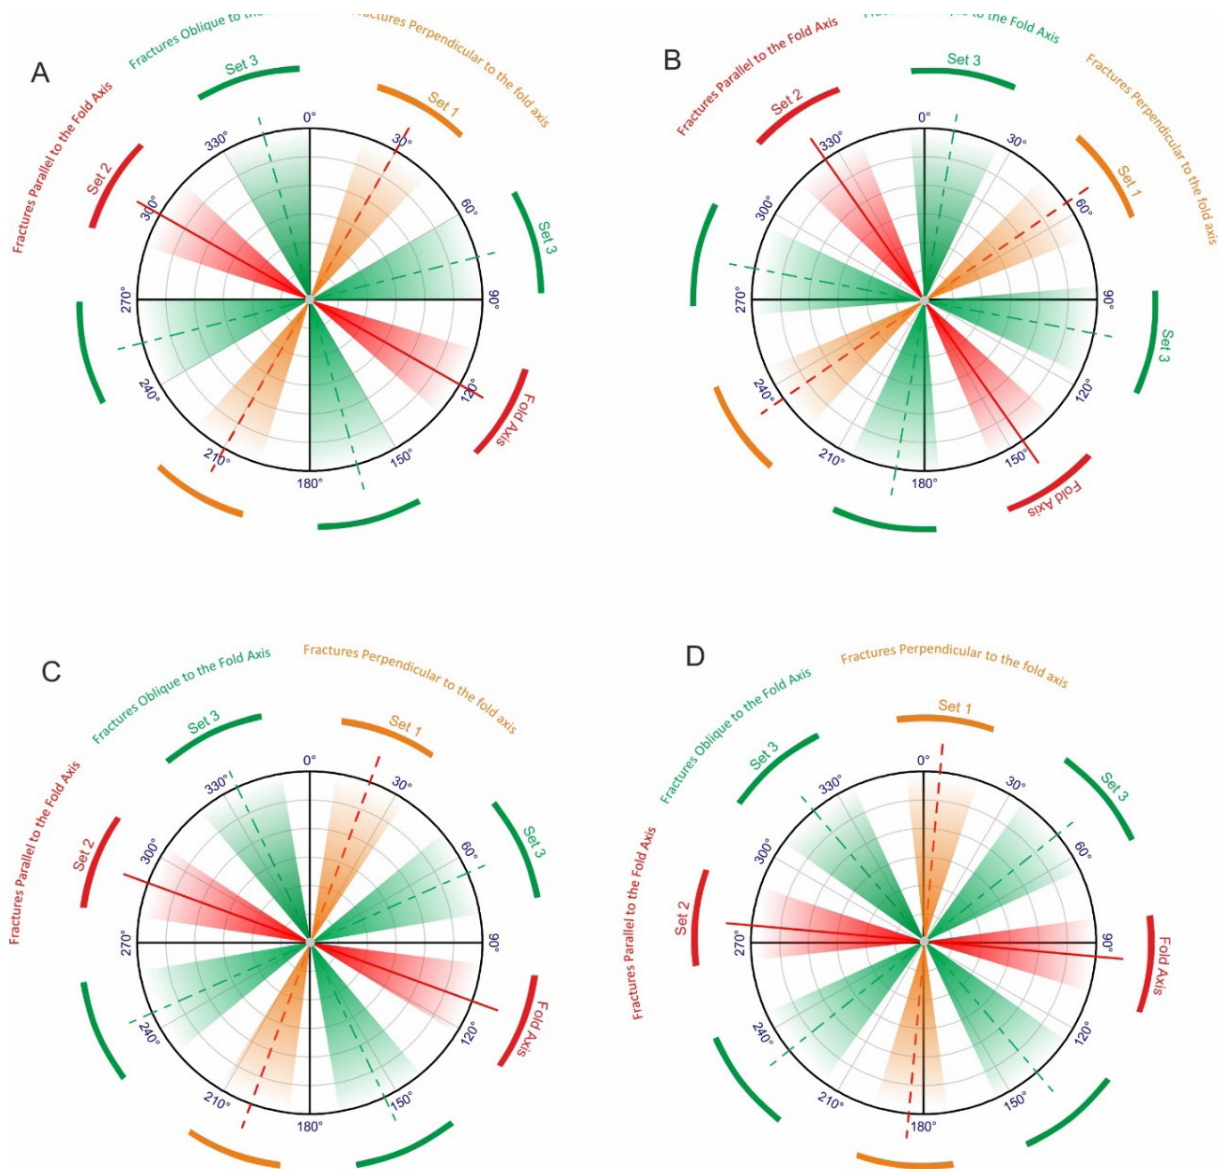 A
Fractures Parallel to the Fold Axis
Fractures Oblique to the
Fractures Perpendicular to the fold axis
Set 2
Set 3
Set 1
Set 3
Fold Axis
0°
30°
60°
90°
120°
150°
180°
210°
240°
270°
300°
330°
B
Fractures Parallel to the Fold Axis
to the Fold Axis
Fractures Perpendicular to the fold axis
Set 2
Set 3
Set 1
Set 3
Fold Axis
0°
30°
60°
90°
120°
150°
180°
210°
240°
270°
300°
330°
C
Fractures Parallel to the Fold Axis
Fractures Oblique to the Fold Axis
Fractures Perpendicular to the fold axis
Set 2
Set 3
Set 1
Set 3
Fold Axis
0°
30°
60°
90°
120°
150°
180°
210°
240°
270°
300°
330°
D
Fractures Parallel to the Fold Axis
Fractures Oblique to the Fold Axis
Fractures Perpendicular to the fold axis
Set 2
Set 3
Set 1
Set 3
Fold Axis
0°
30°
60°
90°
120°
150°
180°
210°
240°
270°
300°
330°